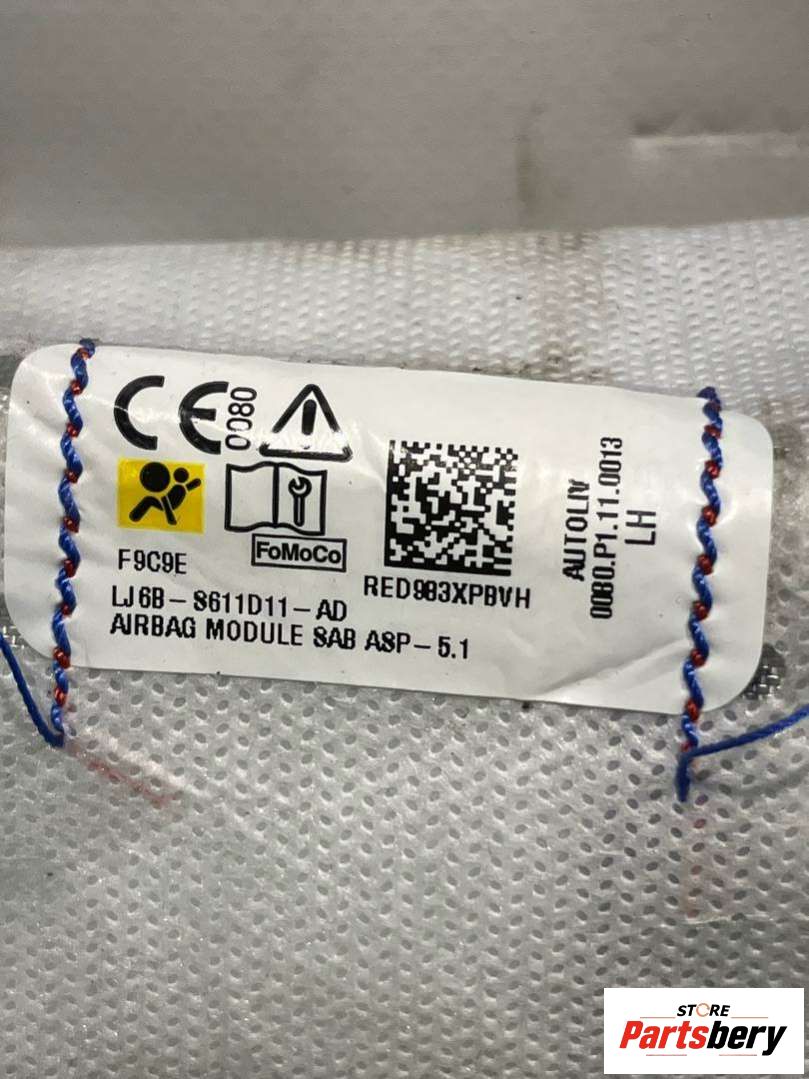 CE 0080
F9C9E
FoMoCo
RED983XPBVH
LJ6B-S611D11-AD
AIRBAG MODULE SAB ASP-5.1
AUTOLIV
0080.P1.11.0013
LH
STORE
Partsbery